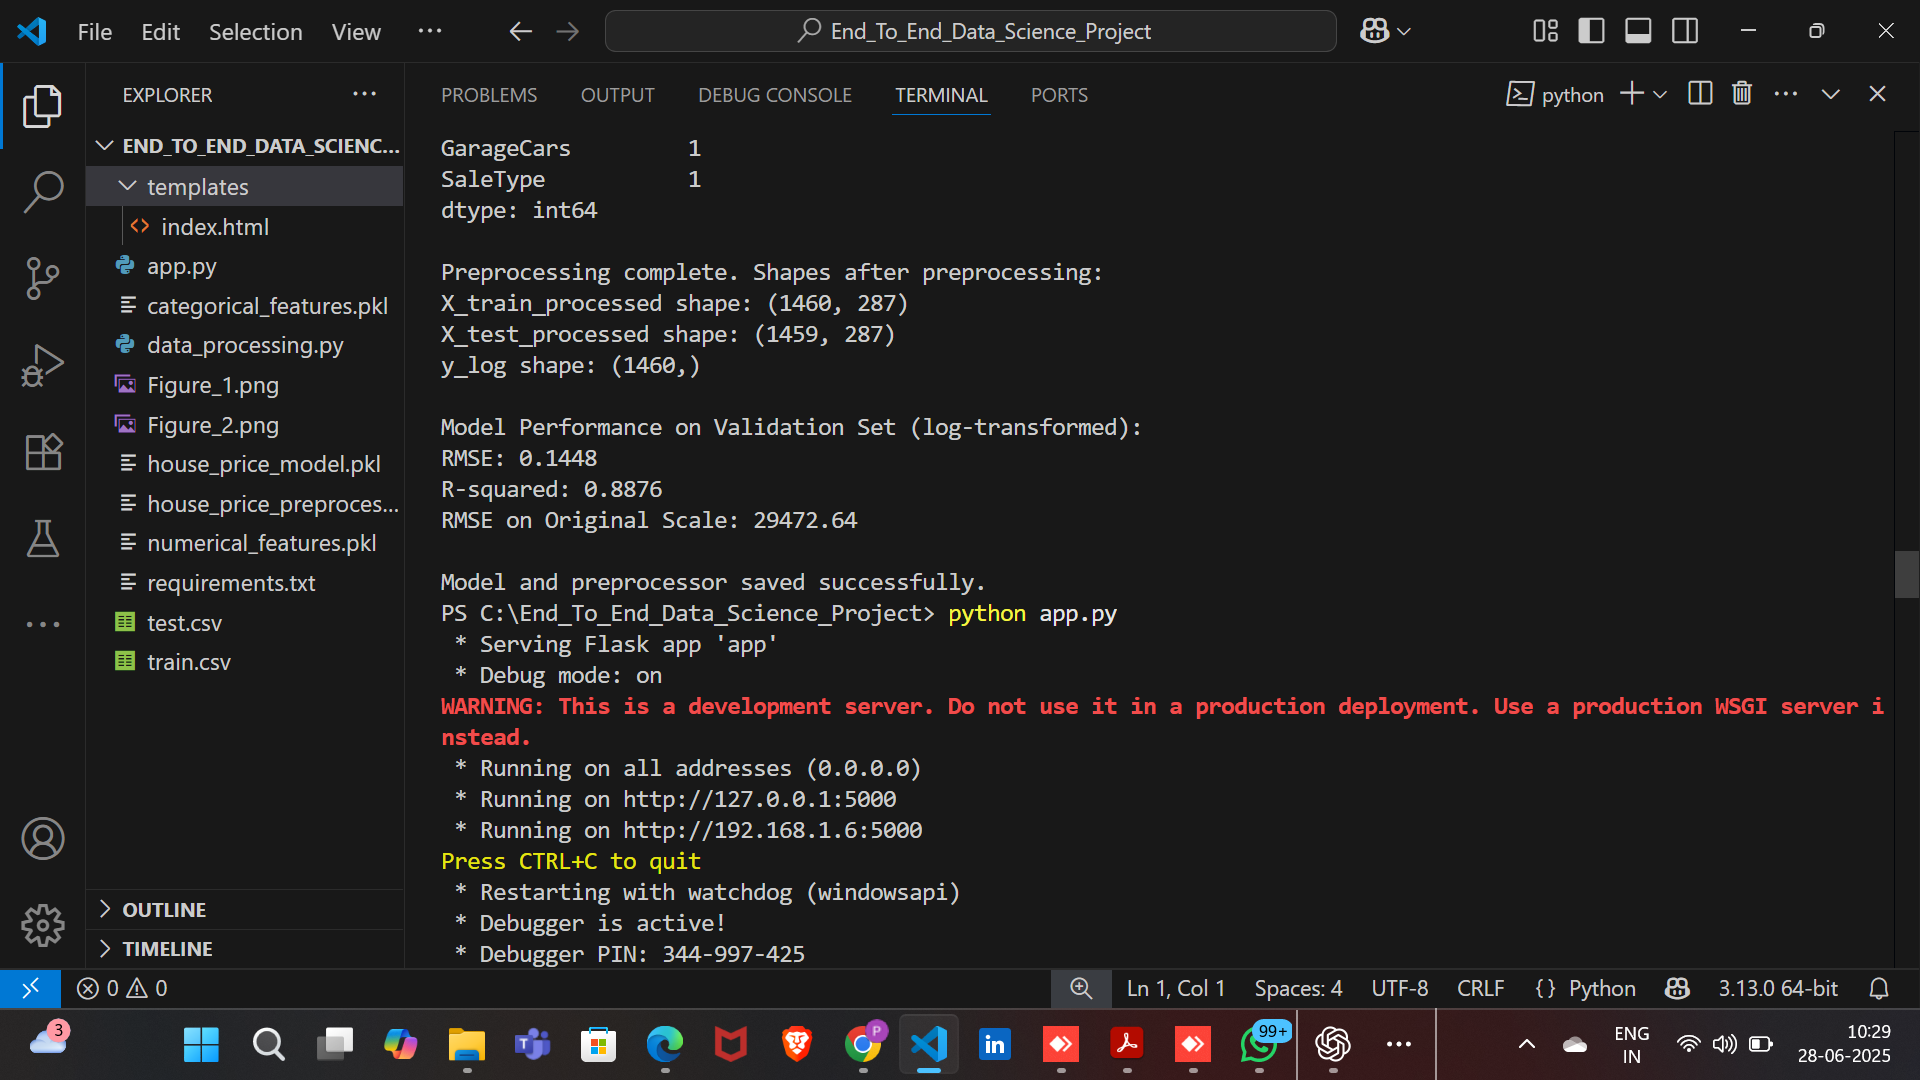 File Edit Selection View ...
End_To_End_Data_Science_Project
EXPLORER
END_TO_END_DATA_SCIENC...
templates
index.html
app.py
categorical_features.pkl
data_processing.py
Figure_1.png
Figure_2.png
house_price_model.pkl
house_price_preproces...
numerical_features.pkl
requirements.txt
test.csv
train.csv
OUTLINE
TIMELINE
PROBLEMS OUTPUT DEBUG CONSOLE TERMINAL PORTS
python
GarageCars 1
SaleType 1
dtype: int64
Preprocessing complete. Shapes after preprocessing:
X_train_processed shape: (1460, 287)
X_test_processed shape: (1459, 287)
y_log shape: (1460,)
Model Performance on Validation Set (log-transformed):
RMSE: 0.1448
R-squared: 0.8876
RMSE on Original Scale: 29472.64
Model and preprocessor saved successfully.
PS C:\End_To_End_Data_Science_Project> python app.py
* Serving Flask app 'app'
* Debug mode: on
WARNING: This is a development server. Do not use it in a production deployment. Use a production WSGI server i
nstead.
* Running on all addresses (0.0.0.0)
* Running on http://127.0.0.1:5000
* Running on http://192.168.1.6:5000
Press CTRL+C to quit
* Restarting with watchdog (windowsapi)
* Debugger is active!
* Debugger PIN: 344-997-425
0 0
Ln 1, Col 1 Spaces: 4 UTF-8 CRLF {} Python 3.13.0 64-bit
3
T
P
in
99+
ENG
IN
10:29
28-06-2025